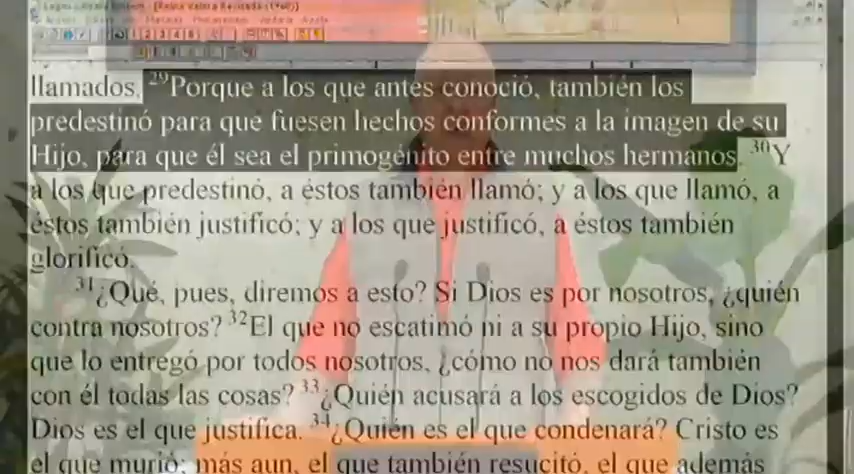 llamados. 29Porque a los que antes conoció, también los
predestinó para que fuesen hechos conformes a la imagen de su
Hijo, para que él sea el primogénito entre muchos hermanos. 30Y
a los que predestinó, a éstos también llamó; y a los que llamó, a
éstos también justificó; y a los que justificó, a éstos también
glorificó.
31¿Qué, pues, diremos a esto? Si Dios es por nosotros, ¿quién
contra nosotros? 32El que no escatimó ni a su propio Hijo, sino
que lo entregó por todos nosotros, ¿cómo no nos dará también
con él todas las cosas? 33¿Quién acusará a los escogidos de Dios?
Dios es el que justifica. 34¿Quién es el que condenará? Cristo es
el que murió; más aun, el que también resucitó, el que además